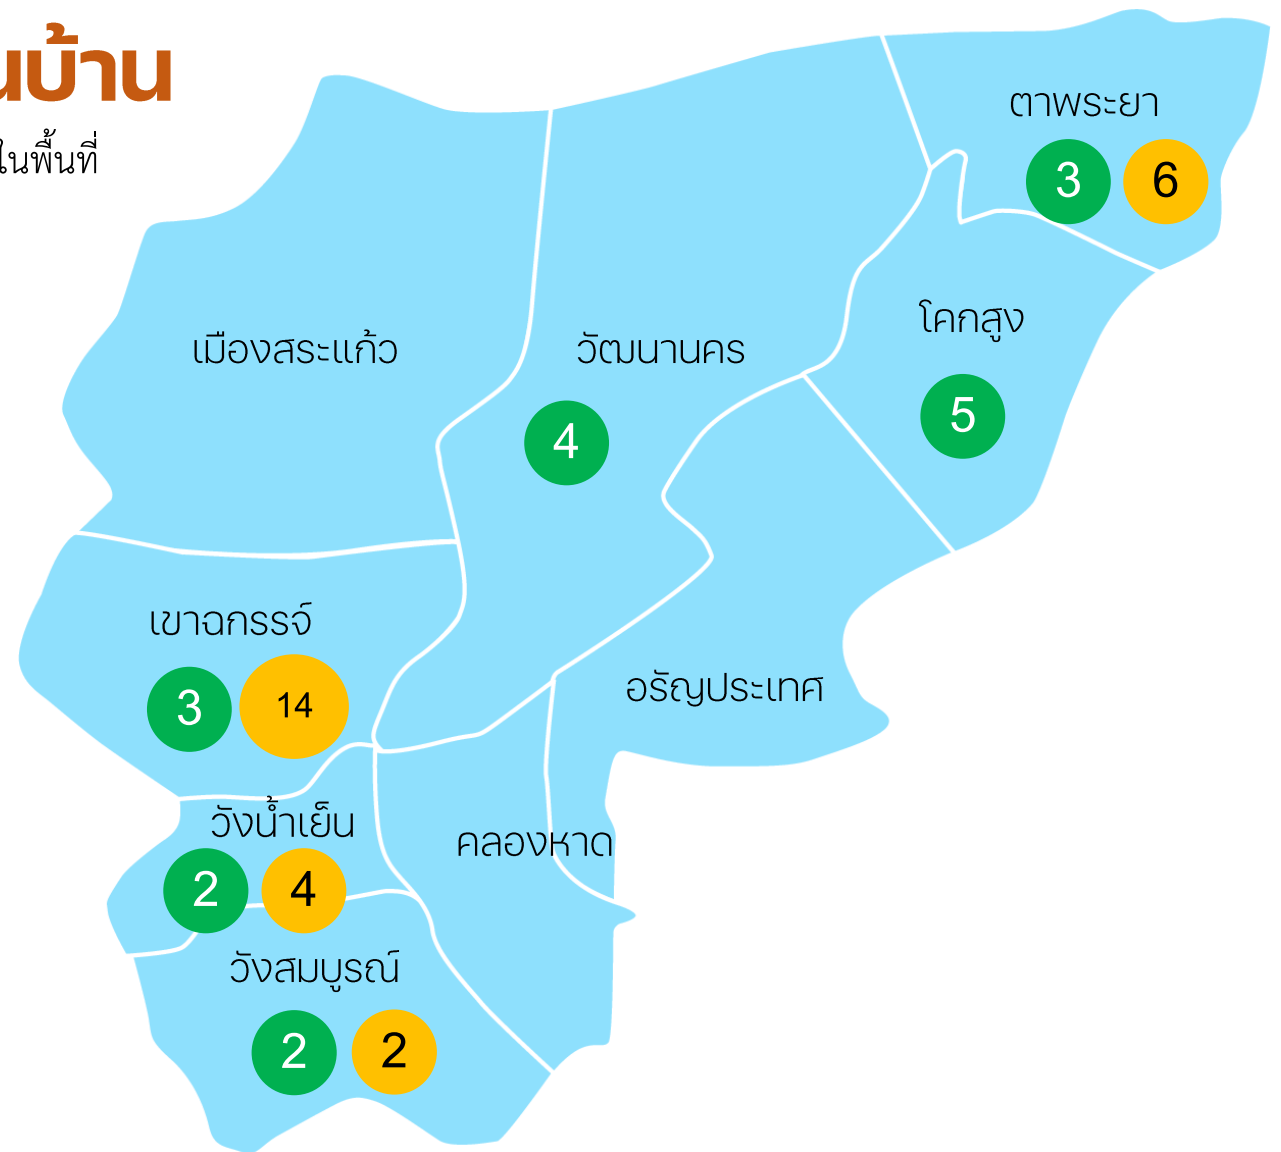 นบ้าน
ในพื้นที่
ตาพระยา
3 6
โคกสูง
5
เมืองสระแก้ว
วัฒนานคร
4
เขาฉกรรจ์
3 14
อรัญประเทศ
วังน้ำเย็น
2 4
คลองหาด
วังสมบูรณ์
2 2